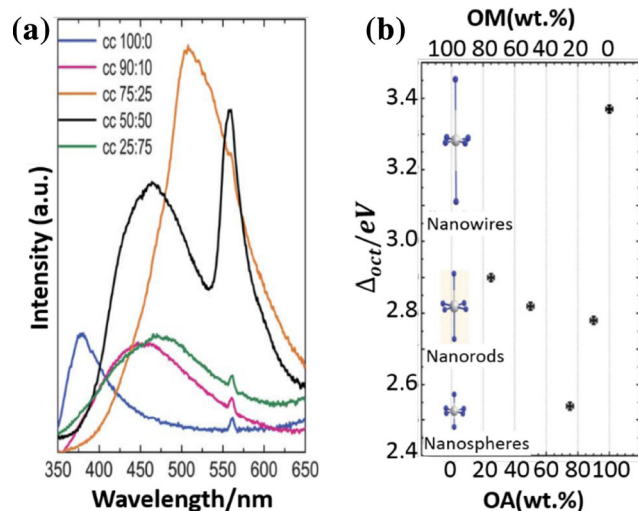 (a)
cc 100:0
cc 90:10
cc 75:25
cc 50:50
cc 25:75
Intensity (a.u.)
350 400 450 500 550 600 650
Wavelength/nm
(b)
OM(wt.%)
100 80 60 40 20 0
3.4
3.2
3.0
2.8
2.6
2.4
Δoct/eV
Nanowires
Nanorods
Nanospheres
0 20 40 60 80 100
OA(wt.%)